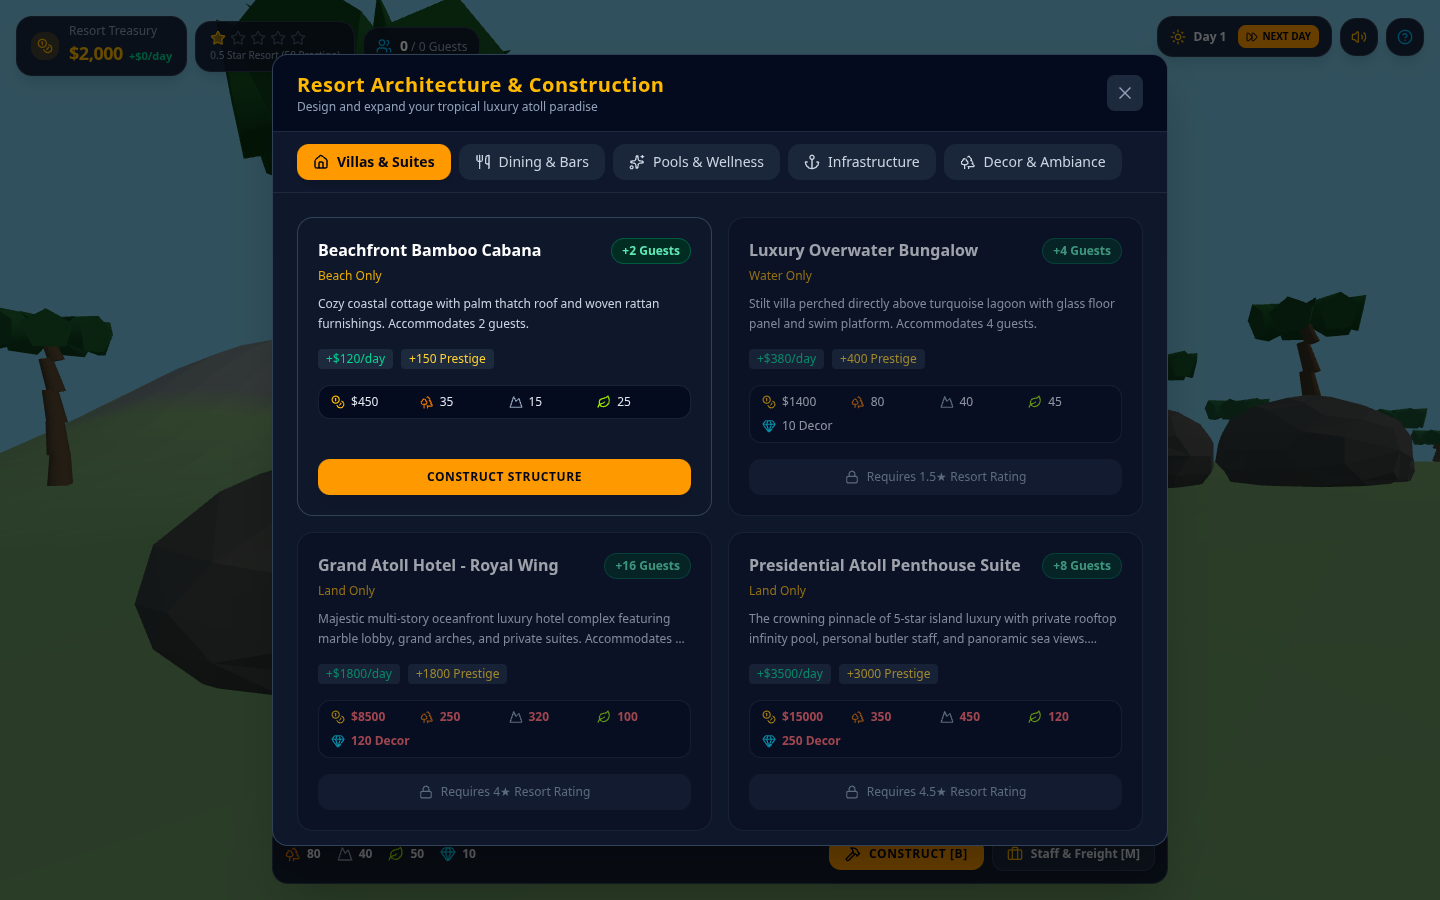 Resort Treasury
$2,000 +$0/day
0.5 Star Resort (50 Prestige)
0 / 0 Guests
Day 1
NEXT DAY
Resort Architecture & Construction
Design and expand your tropical luxury atoll paradise
Villas & Suites
Dining & Bars
Pools & Wellness
Infrastructure
Decor & Ambiance
Beachfront Bamboo Cabana
+2 Guests
Beach Only
Cozy coastal cottage with palm thatch roof and woven rattan
furnishings. Accommodates 2 guests.
+$120/day +150 Prestige
$450 35 15 25
CONSTRUCT STRUCTURE
Luxury Overwater Bungalow
+4 Guests
Water Only
Stilt villa perched directly above turquoise lagoon with glass floor
panel and swim platform. Accommodates 4 guests.
+$380/day +400 Prestige
$1400 80 40 45
10 Decor
Requires 1.5★ Resort Rating
Grand Atoll Hotel - Royal Wing
+16 Guests
Land Only
Majestic multi-story oceanfront luxury hotel complex featuring
marble lobby, grand arches, and private suites. Accommodates ...
+$1800/day +1800 Prestige
$8500 250 320 100
120 Decor
Requires 4★ Resort Rating
Presidential Atoll Penthouse Suite
+8 Guests
Land Only
The crowning pinnacle of 5-star island luxury with private rooftop
infinity pool, personal butler staff, and panoramic sea views....
+$3500/day +3000 Prestige
$15000 350 450 120
250 Decor
Requires 4.5★ Resort Rating
80 40 50 10
CONSTRUCT [B]
Staff & Freight [M]